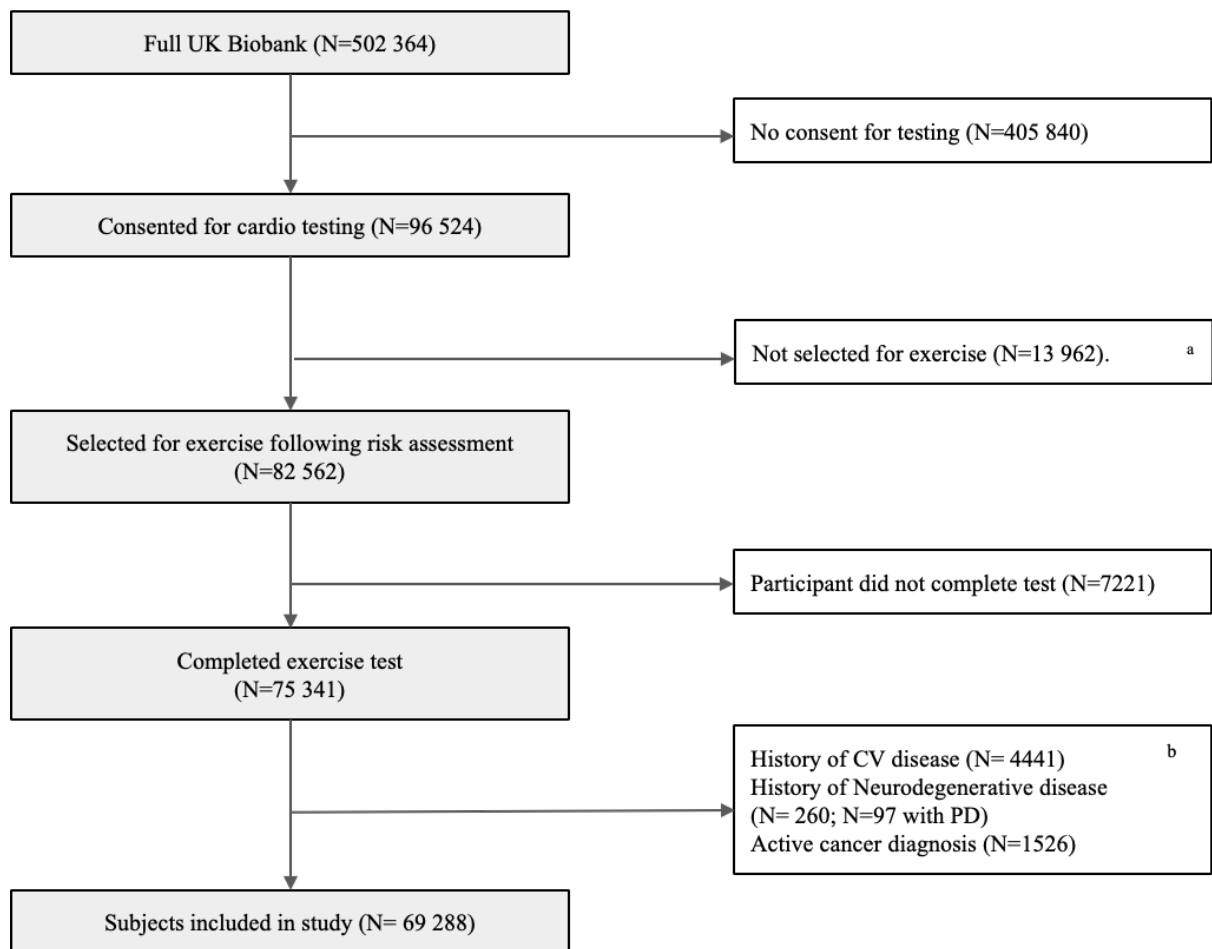 Full UK Biobank (N=502 364)
No consent for testing (N=405 840)
Consented for cardio testing (N=96 524)
Not selected for exercise (N=13 962). a
Selected for exercise following risk assessment
(N=82 562)
Participant did not complete test (N=7221)
Completed exercise test
(N=75 341)
History of CV disease (N= 4441) b
History of Neurodegenerative disease
(N= 260; N=97 with PD)
Active cancer diagnosis (N=1526)
Subjects included in study (N= 69 288)